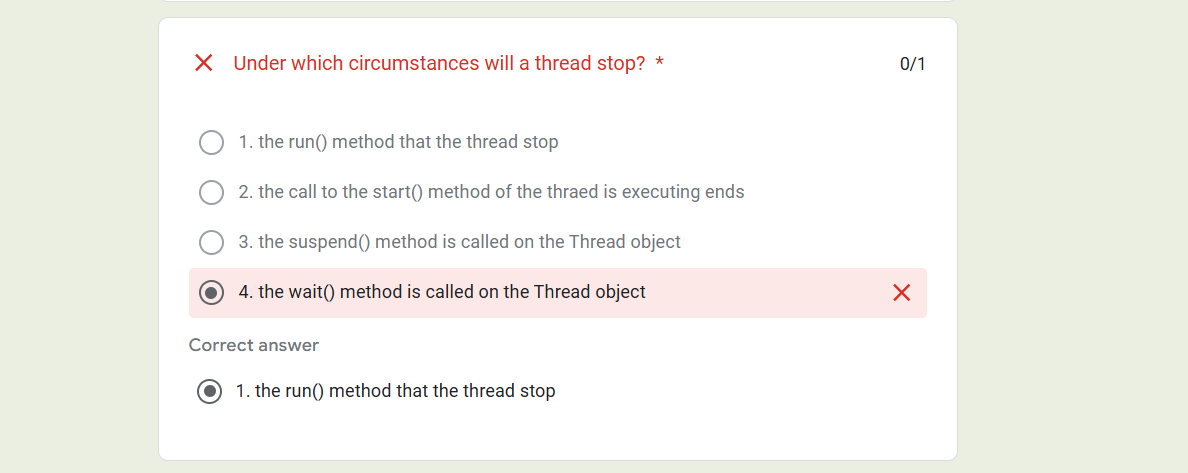 Under which circumstances will a thread stop? *
0/1
1. the run() method that the thread stop
2. the call to the start() method of the thraed is executing ends
3. the suspend() method is called on the Thread object
4. the wait() method is called on the Thread object
Correct answer
1. the run() method that the thread stop